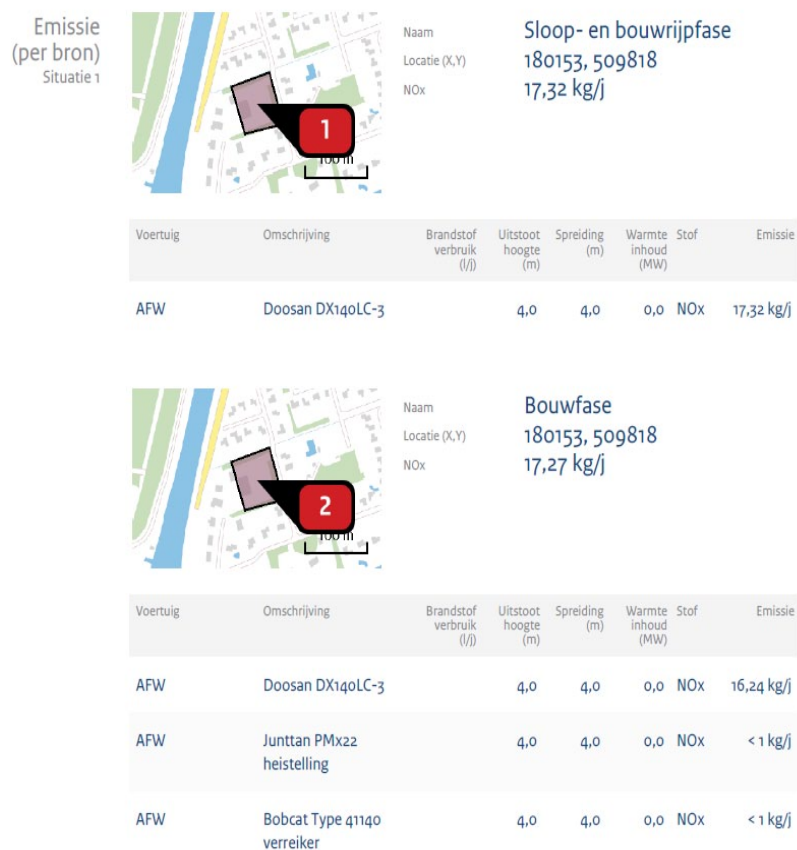 Emissie
(per bron)
Situatie 1
1
100 m
Naam Sloop- en bouwrijpfase
Locatie (X,Y) 180153, 509818
NOx 17,32 kg/j
Voertuig Omschrijving Brandstof verbruik (l/j) Uitstoot hoogte (m) Spreiding (m) Warmte inhoud (MW) Stof Emissie
AFW Doosan DX140LC-3 4,0 4,0 0,0 NOx 17,32 kg/j
2
100 m
Naam Bouwfase
Locatie (X,Y) 180153, 509818
NOx 17,27 kg/j
Voertuig Omschrijving Brandstof verbruik (l/j) Uitstoot hoogte (m) Spreiding (m) Warmte inhoud (MW) Stof Emissie
AFW Doosan DX140LC-3 4,0 4,0 0,0 NOx 16,24 kg/j
AFW Junttan PMx22 heistelling 4,0 4,0 0,0 NOx < 1 kg/j
AFW Bobcat Type 41140 verreiker 4,0 4,0 0,0 NOx < 1 kg/j